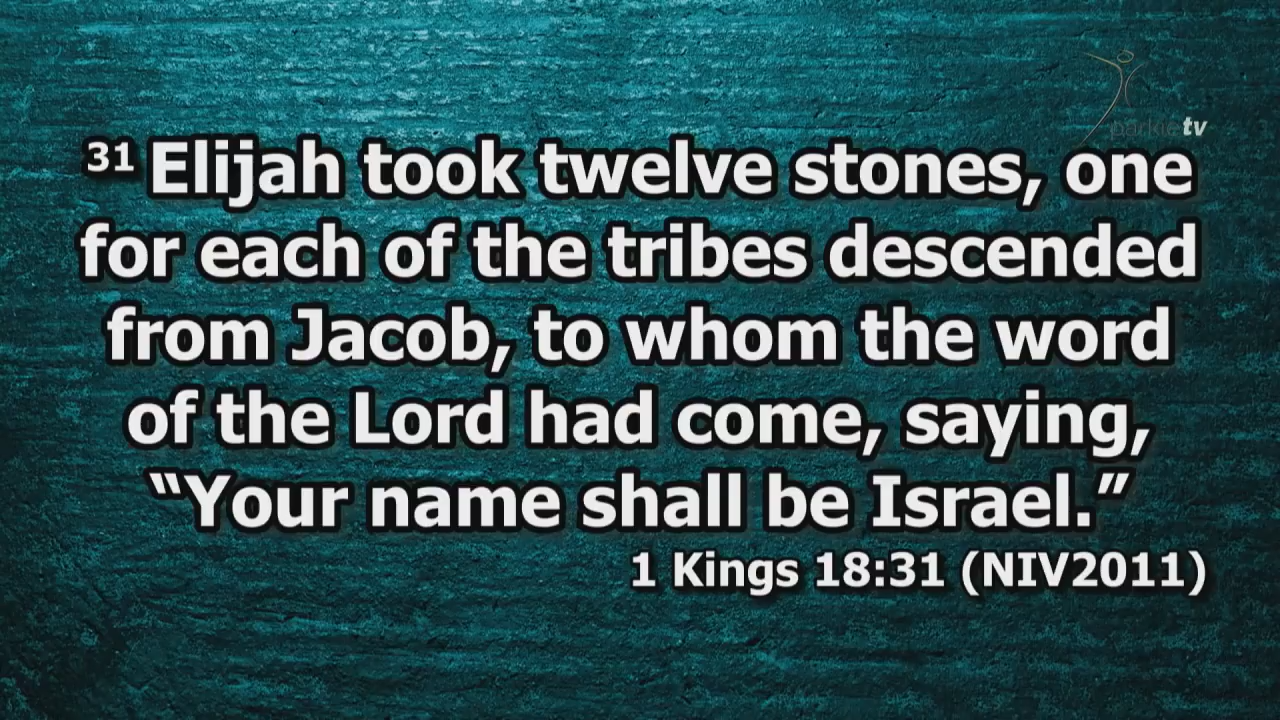 parkietv
31 Elijah took twelve stones, one
for each of the tribes descended
from Jacob, to whom the word
of the Lord had come, saying,
“Your name shall be Israel.”
1 Kings 18:31 (NIV2011)